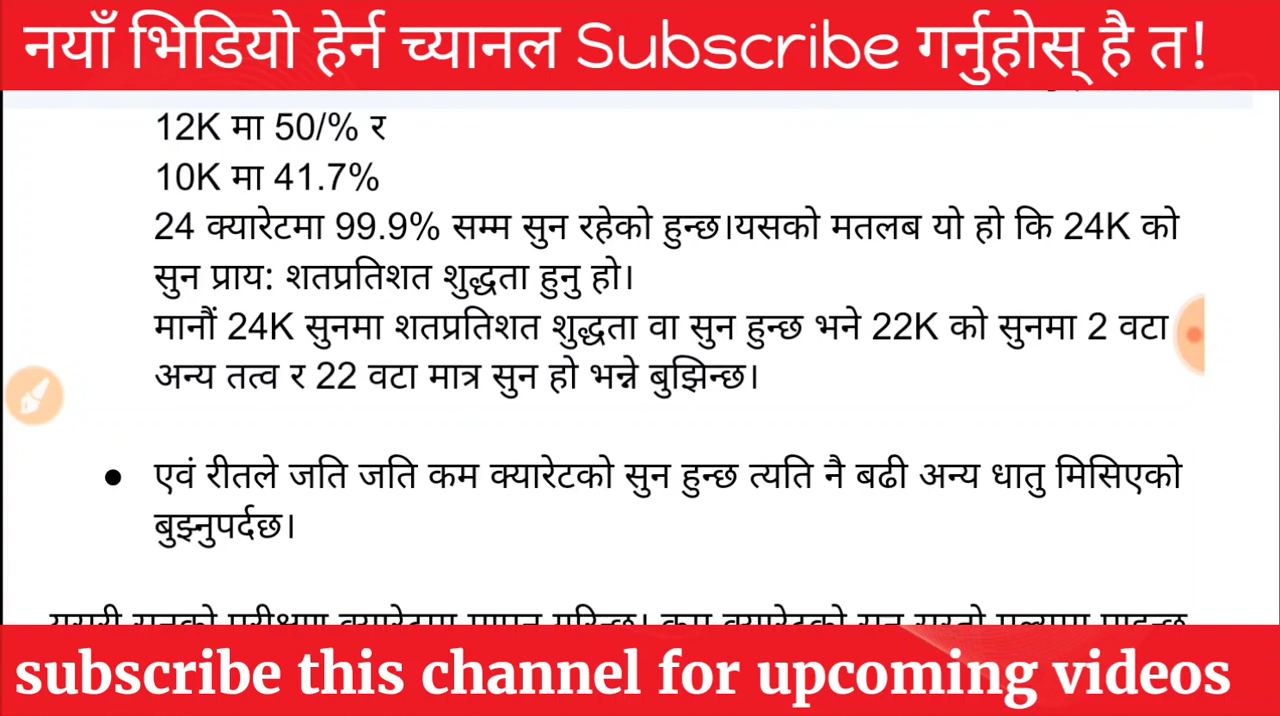 नयाँ भिडियो हेर्न च्यानल Subscribe गर्नुहोस् है त!
12K मा 50/% र
10K मा 41.7%
24 क्यारेटमा 99.9% सम्म सुन रहेको हुन्छ।यसको मतलब यो हो कि 24K को
सुन प्राय: शतप्रतिशत शुद्धता हुनु हो।
मानौं 24K सुनमा शतप्रतिशत शुद्धता वा सुन हुन्छ भने 22K को सुनमा 2 वटा
अन्य तत्व र 22 वटा मात्र सुन हो भन्ने बुझिन्छ।
● एवं रीतले जति जति कम क्यारेटको सुन हुन्छ त्यति नै बढी अन्य धातु मिसिएको
बुझ्नुपर्दछ।
subscribe this channel for upcoming videos